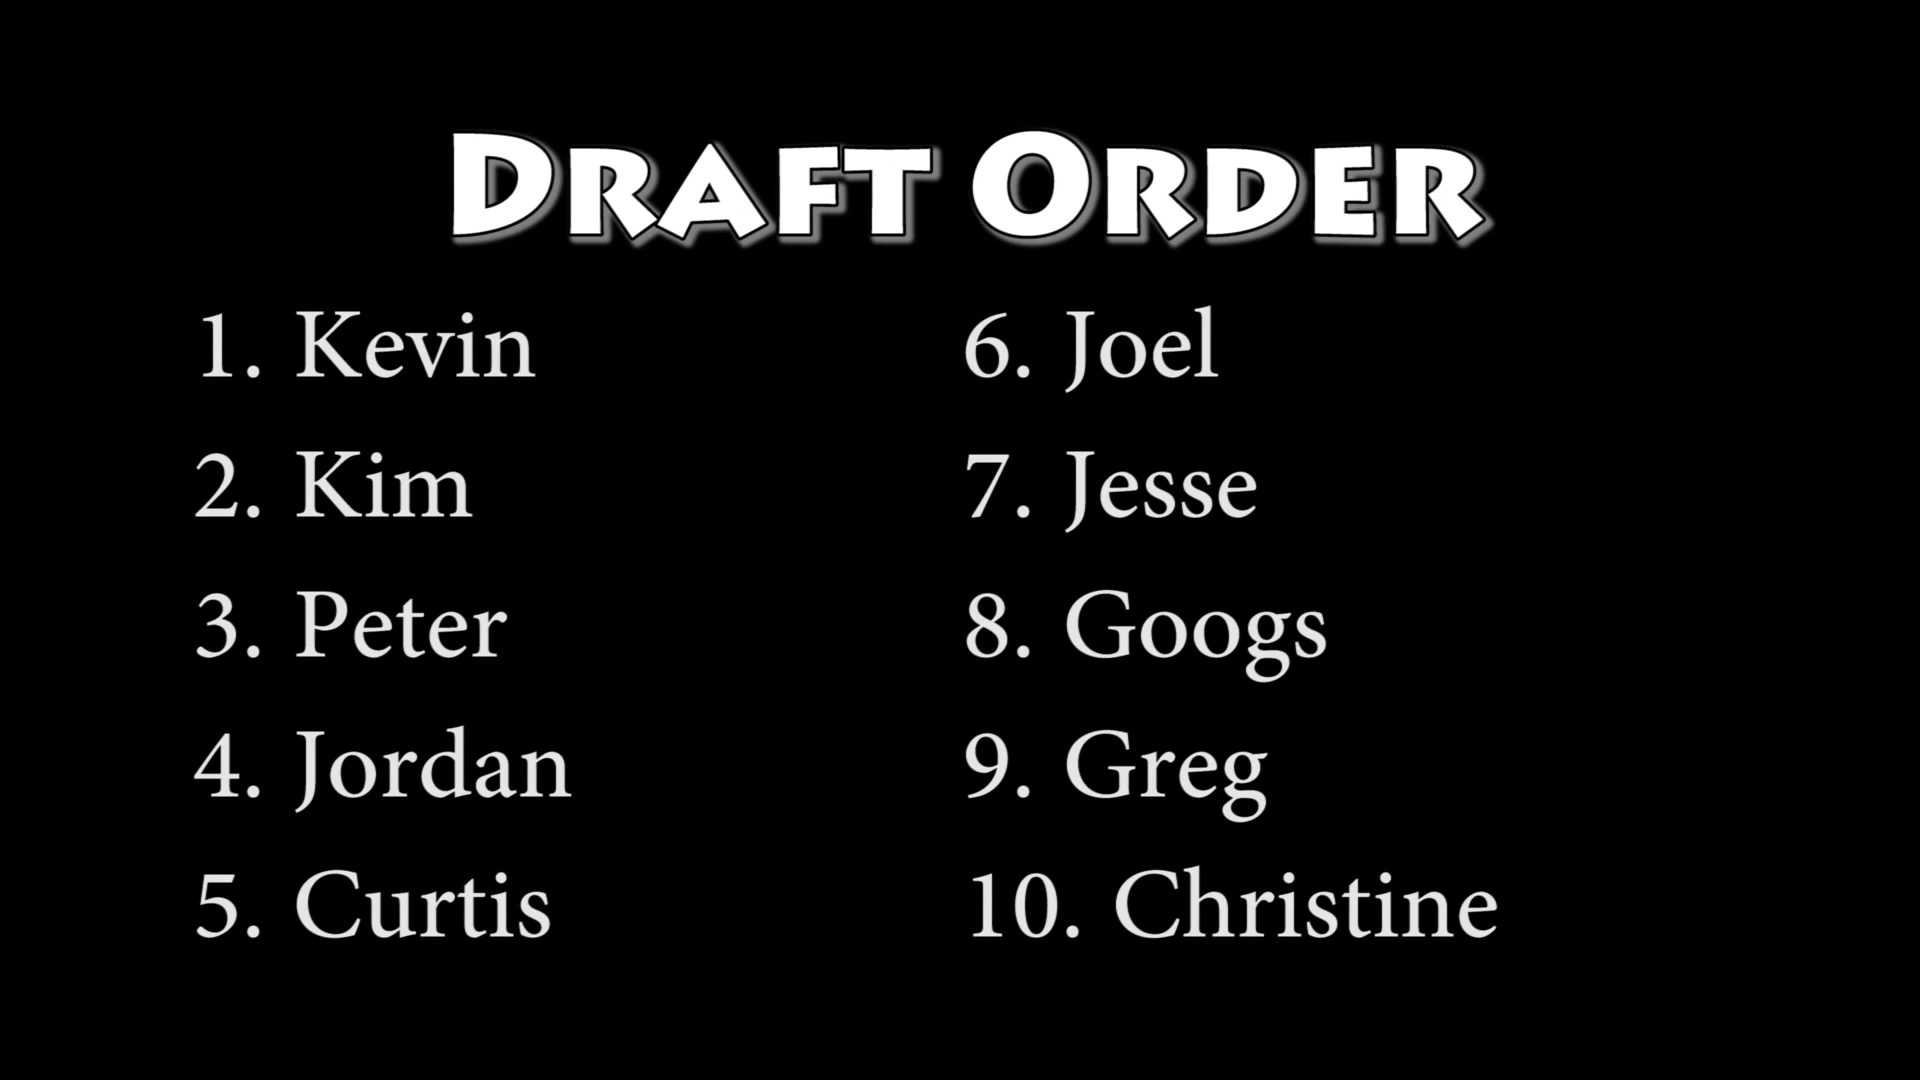 Draft Order
1. Kevin
2. Kim
3. Peter
4. Jordan
5. Curtis
6. Joel
7. Jesse
8. Googs
9. Greg
10. Christine